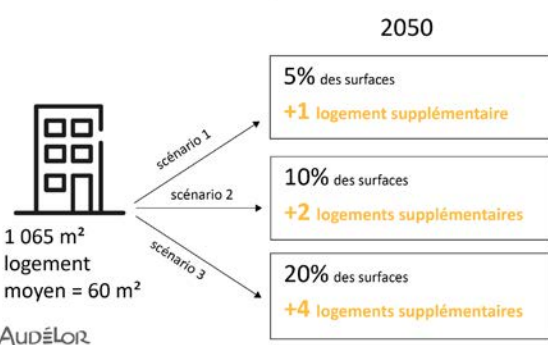 2050
5% des surfaces
+1 logement supplémentaire
scénario 1
10% des surfaces
+2 logements supplémentaires
scénario 2
20% des surfaces
+4 logements supplémentaires
scénario 3
1 065 m²
logement
moyen = 60 m²
AUDÉLOR